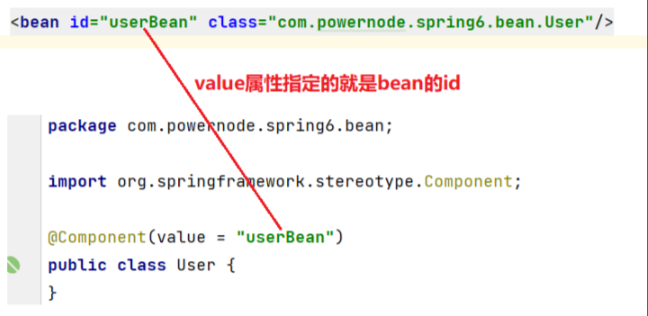 <bean id="userBean" class="com.powernode.spring6.bean.User"/>
value属性指定的就是bean的id
package com.powernode.spring6.bean;
import org.springframework.stereotype.Component;
@Component(value = "userBean")
public class User {
}